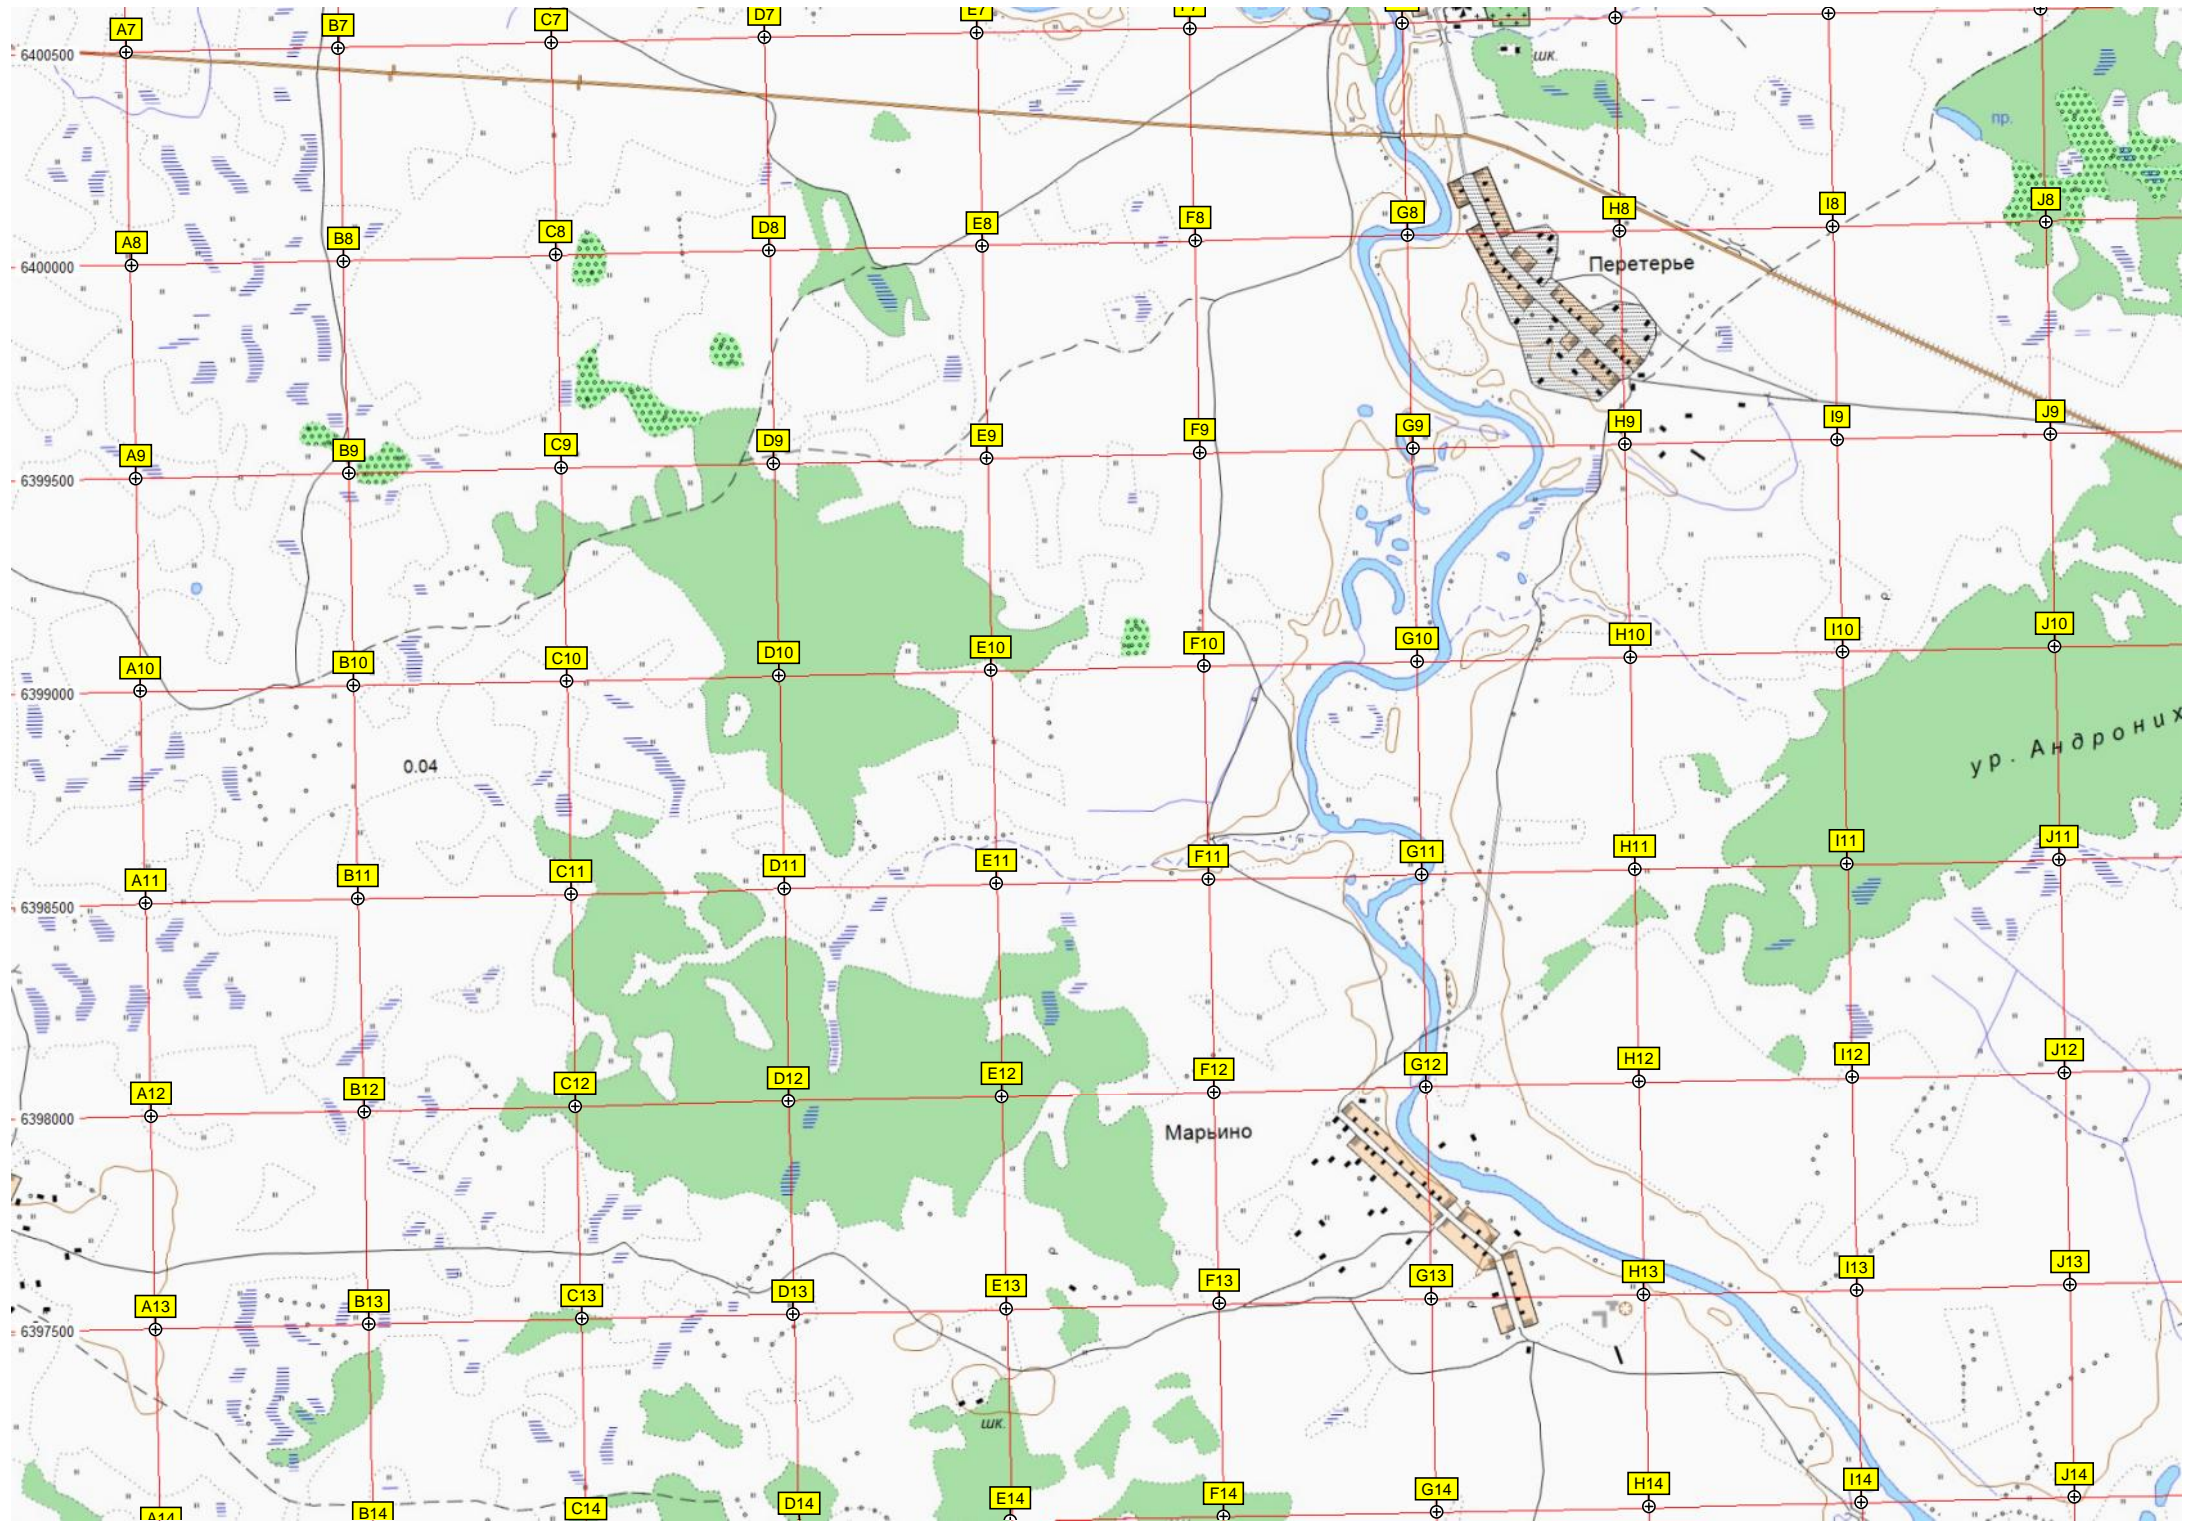 A7 B7 C7 D7 E7 F7
6400500
шк.
пр.
A8 B8 C8 D8 E8 F8 G8 H8 I8 J8
6400000
Перетерье
A9 B9 C9 D9 E9 F9 G9 H9 I9 J9
6399500
A10 B10 C10 D10 E10 F10 G10 H10 I10 J10
6399000
ур. Андроних
0.04
A11 B11 C11 D11 E11 F11 G11 H11 I11 J11
6398500
A12 B12 C12 D12 E12 F12 G12 H12 I12 J12
6398000
Марьино
A13 B13 C13 D13 E13 F13 G13 H13 I13 J13
6397500
шк.
A14 B14 C14 D14 E14 F14 G14 H14 I14 J14